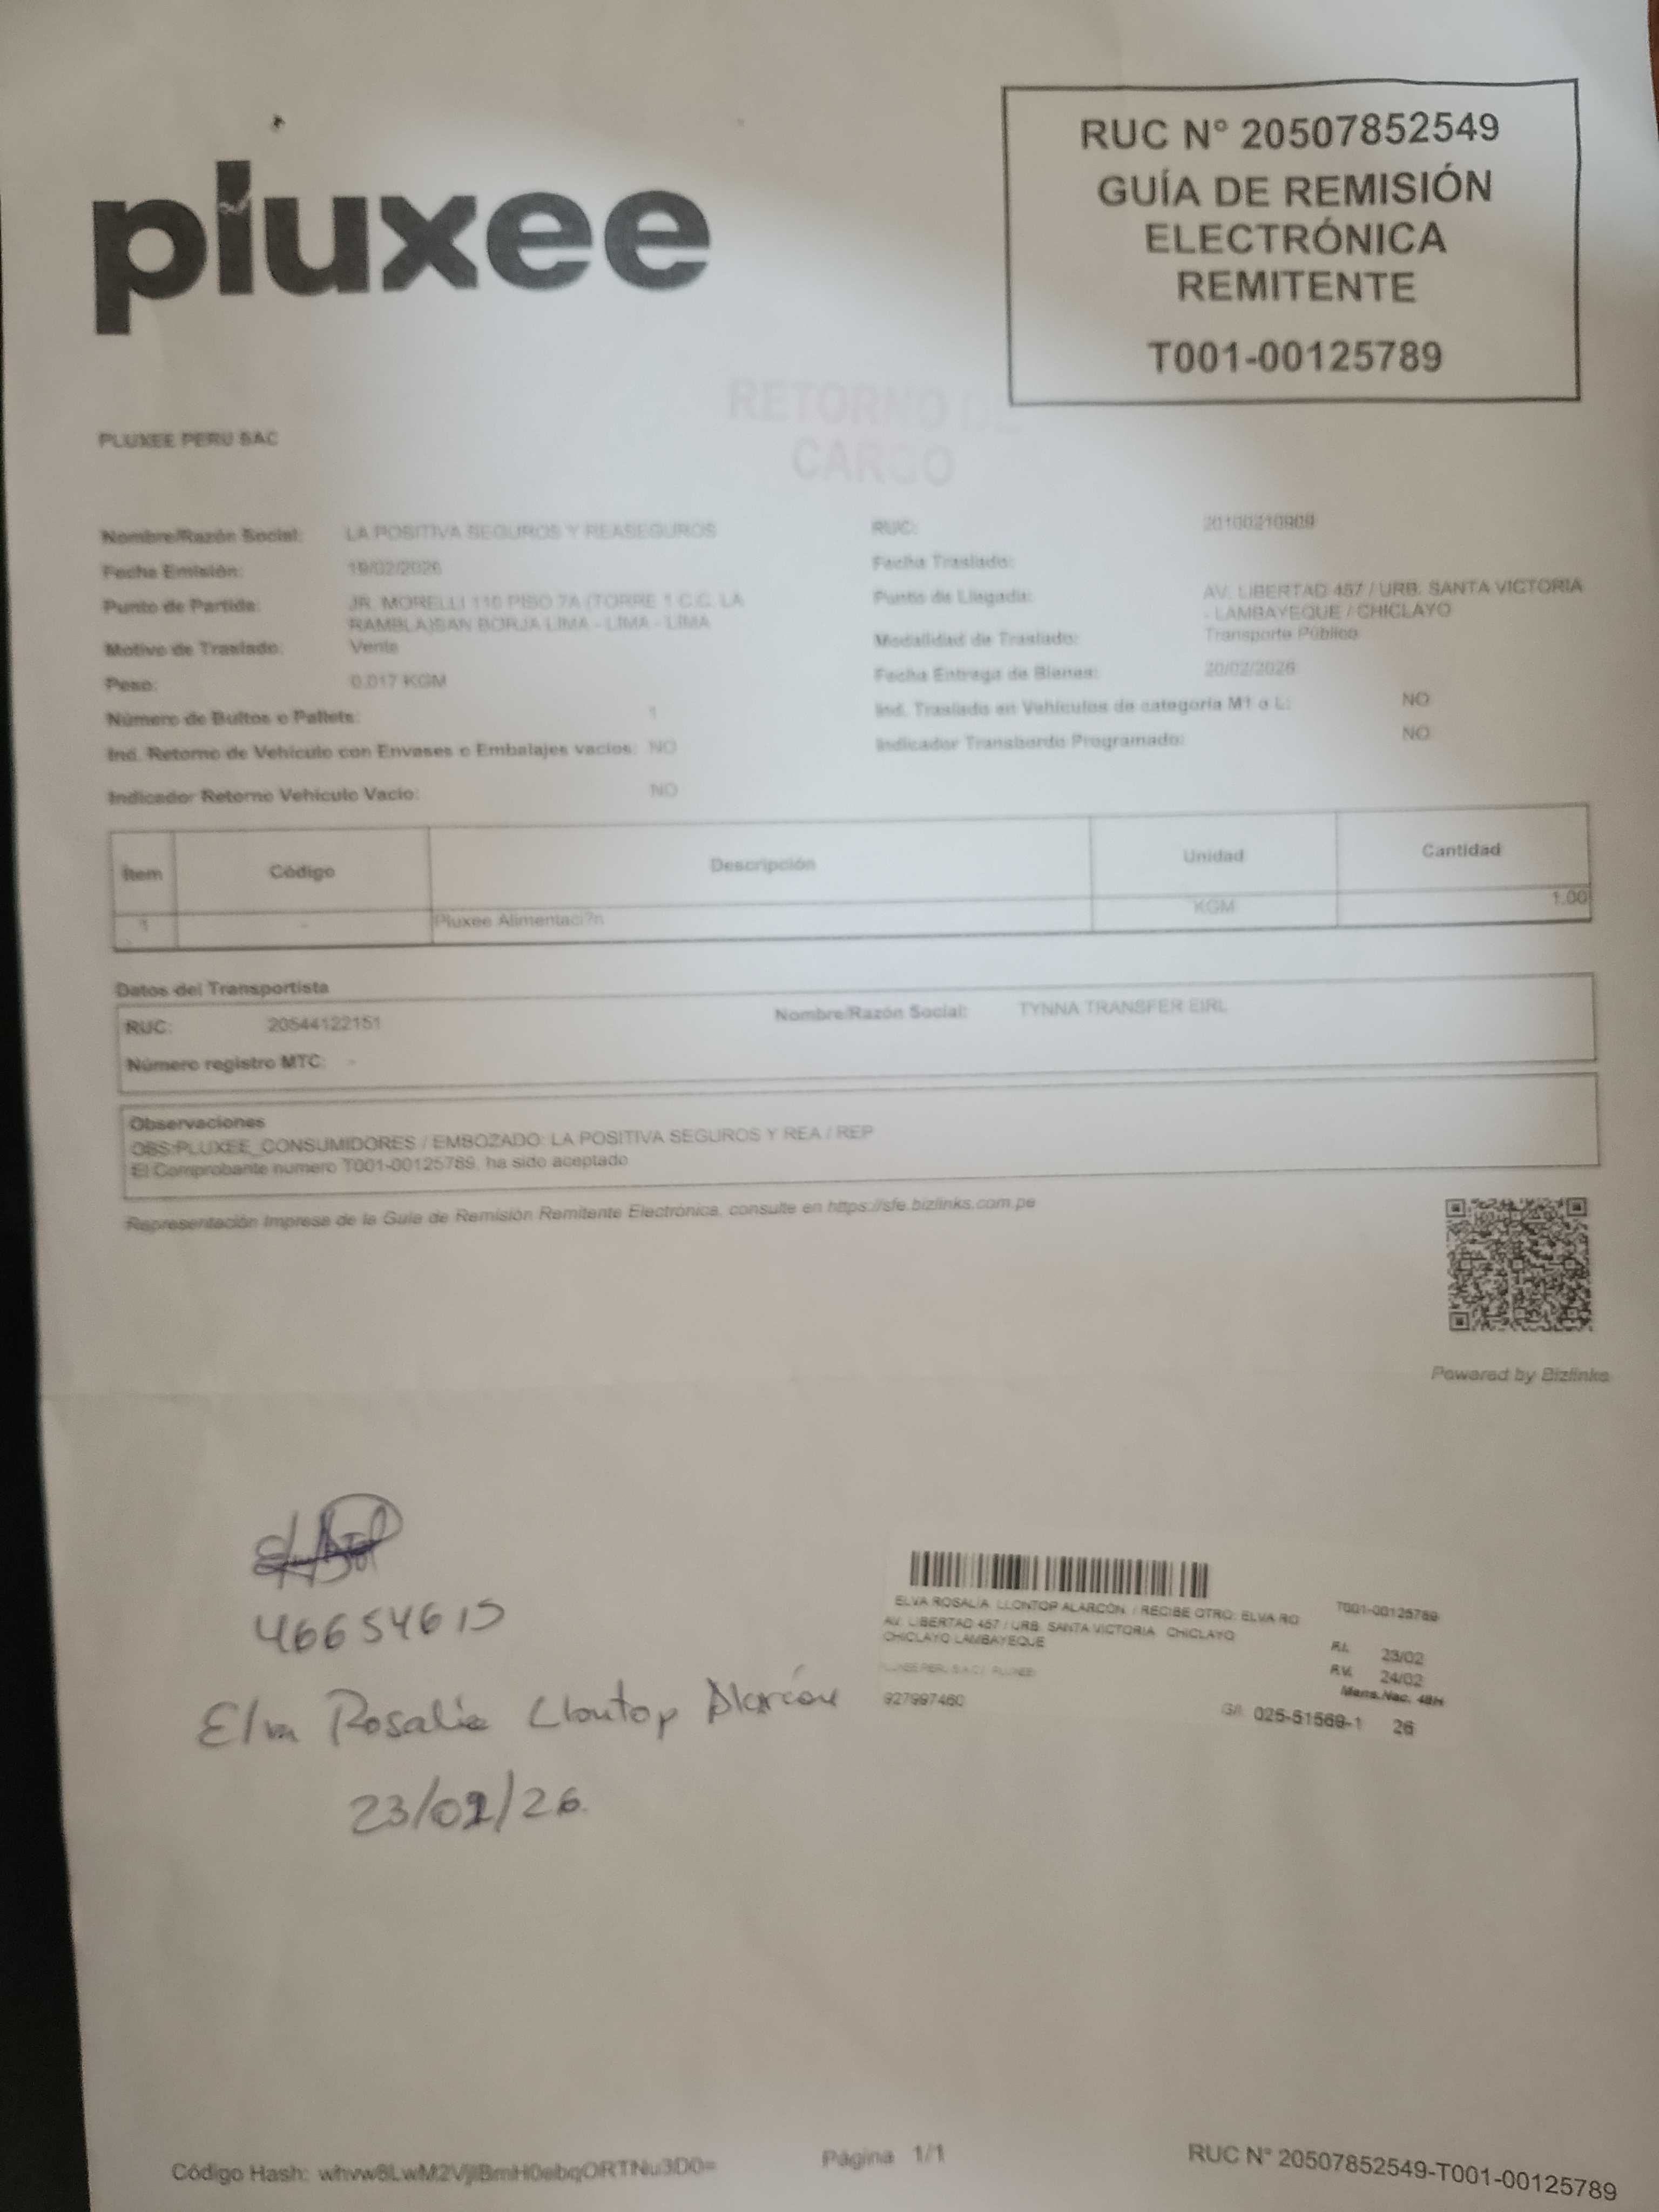 pluxee
RUC N° 20507852549
GUÍA DE REMISIÓN
ELECTRÓNICA
REMITENTE
T001-00125789
RETORNO DE
CARGO
PLUXEE PERU SAC
Nombre/Razón Social: LA POSITIVA SEGUROS Y REASEGUROS
RUC: 20100210909
Fecha Emisión: 19/02/2026
Fecha Traslado:
Punto de Partida: JR. MORELLI 110 PISO 7A (TORRE 1 C.C. LA
RAMBLA)SAN BORJA LIMA - LIMA - LIMA
Punto de Llegada: AV. LIBERTAD 457 / URB. SANTA VICTORIA
- LAMBAYEQUE / CHICLAYO
Motivo de Traslado: Venta
Modalidad de Traslado: Transporte Público
Peso: 0.017 KGM
Fecha Entrega de Bienes: 20/02/2026
Número de Bultos o Pallets: 1
Ind. Traslado en Vehículos de categoría M1 o L: NO
Ind. Retorno de Vehículo con Envases o Embalajes vacíos: NO
Indicador Transbordo Programado: NO
Indicador Retorno Vehículo Vacío: NO
Ítem Código Descripción Unidad Cantidad
1 - Pluxee Alimentaci?n KGM 1.00
Datos del Transportista
RUC: 20544122151 Nombre/Razón Social: TYNNA TRANSFER EIRL
Número registro MTC: -
Observaciones
OBS:PLUXEE_CONSUMIDORES / EMBOZADO: LA POSITIVA SEGUROS Y REA / REP
El Comprobante numero T001-00125789, ha sido aceptado
Representación Impresa de la Guía de Remisión Remitente Electrónica, consulte en https://sfe.bizlinks.com.pe
Powered by Bizlinks
46654615
Elva Rosalía Llontop Alarcón
23/02/26.
ELVA ROSALÍA LLONTOP ALARCÓN / RECIBE OTRO: ELVA RO
T001-00125789
AV. LIBERTAD 457 / URB. SANTA VICTORIA CHICLAYO
CHICLAYO LAMBAYEQUE
23/02
PLUXEE PERU S.A.C / PLUXEE
24/02
Mens.Nac. 48H
927997460
025-51569-1 26
Código Hash:
Página 1/1
RUC N° 20507852549-T001-00125789